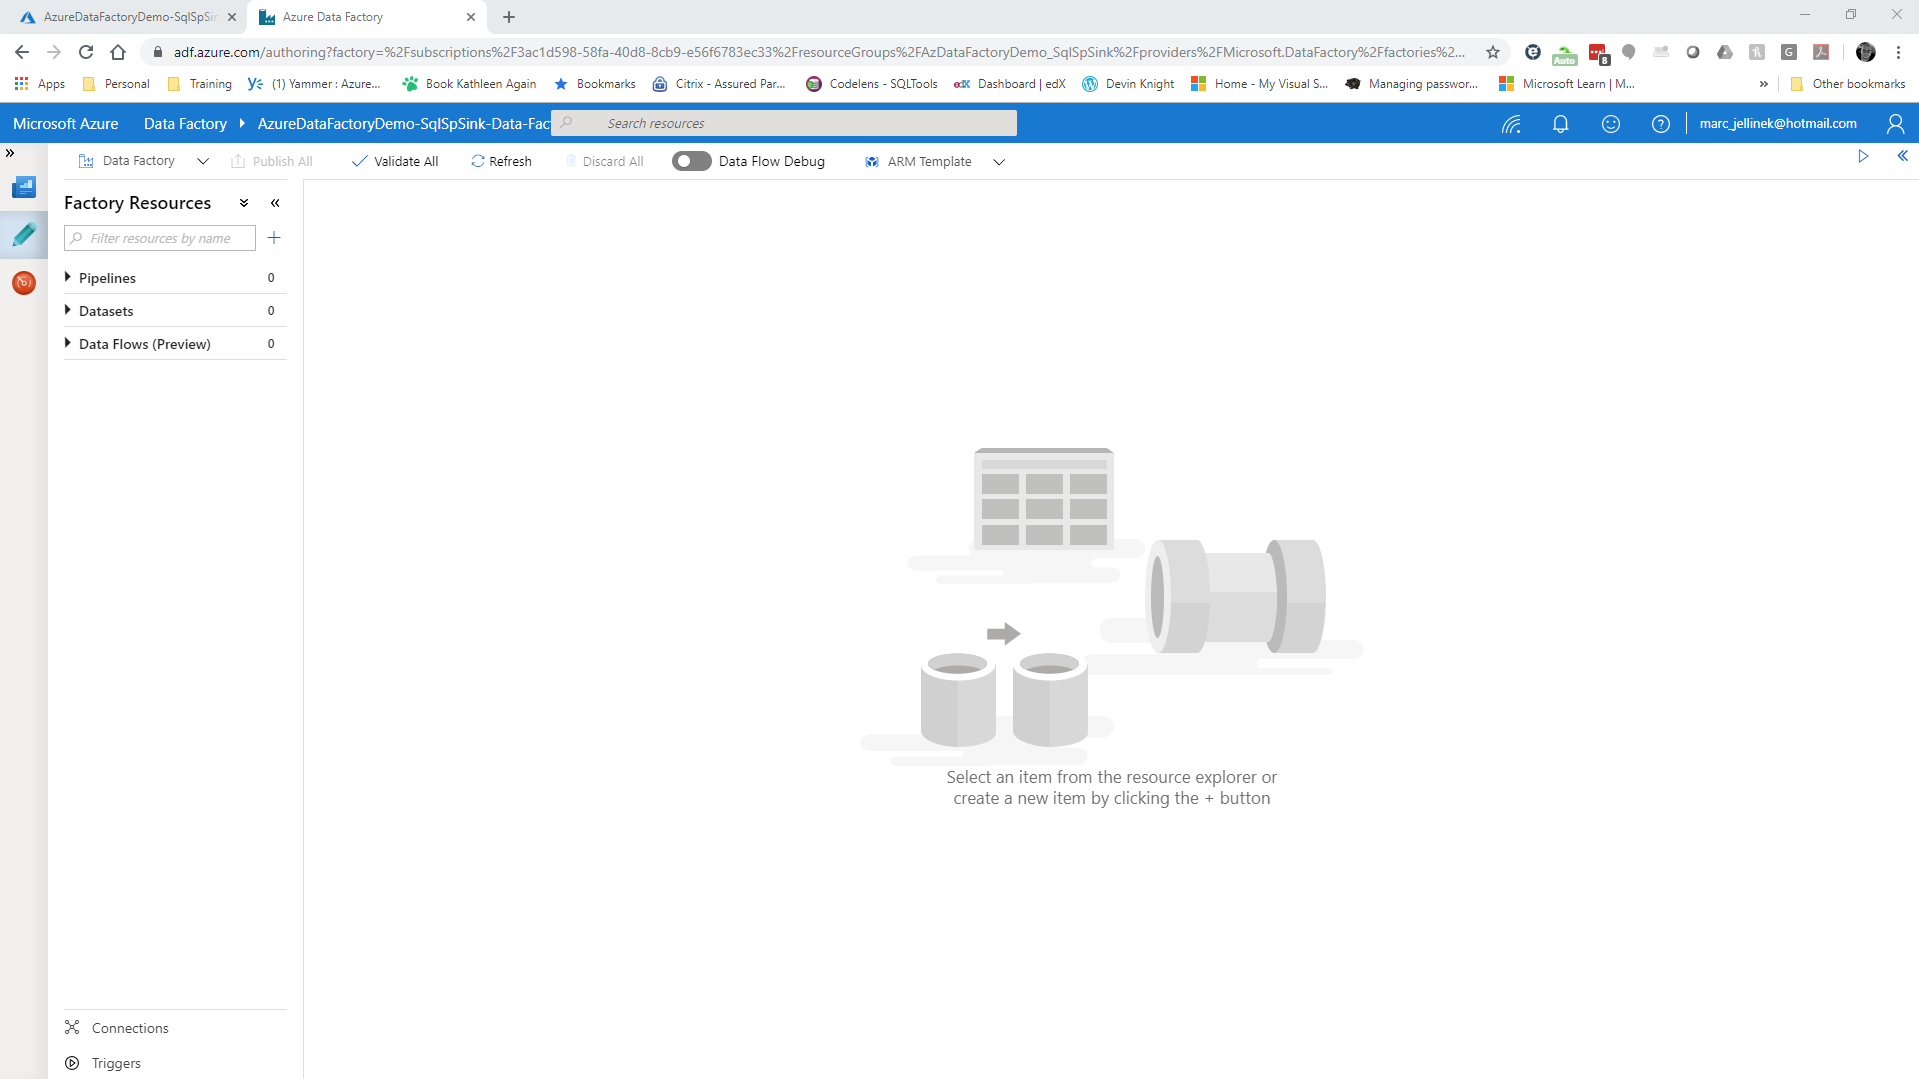 AzureDataFactoryDemo-SqlSpSin
Azure Data Factory
adf.azure.com/authoring?factory=%2Fsubscriptions%2F3ac1d598-58fa-40d8-8cb9-e56f6783ec33%2FresourceGroups%2FAzDataFactoryDemo_SqlSpSink%2Fproviders%2FMicrosoft.DataFactory%2Ffactories%2...
Auto
8
G
Apps
Personal
Training
(1) Yammer : Azure...
Book Kathleen Again
Bookmarks
Citrix - Assured Par...
Codelens - SQLTools
edX
Dashboard | edX
Devin Knight
Home - My Visual S...
Managing passwor...
Microsoft Learn | M...
»
Other bookmarks
Microsoft Azure
Data Factory
AzureDataFactoryDemo-SqlSpSink-Data-Fac
Search resources
marc_jellinek@hotmail.com
Data Factory
Publish All
Validate All
Refresh
Discard All
Data Flow Debug
ARM Template
Factory Resources
Filter resources by name
Pipelines 0
Datasets 0
Data Flows (Preview) 0
Select an item from the resource explorer or
create a new item by clicking the + button
Connections
Triggers